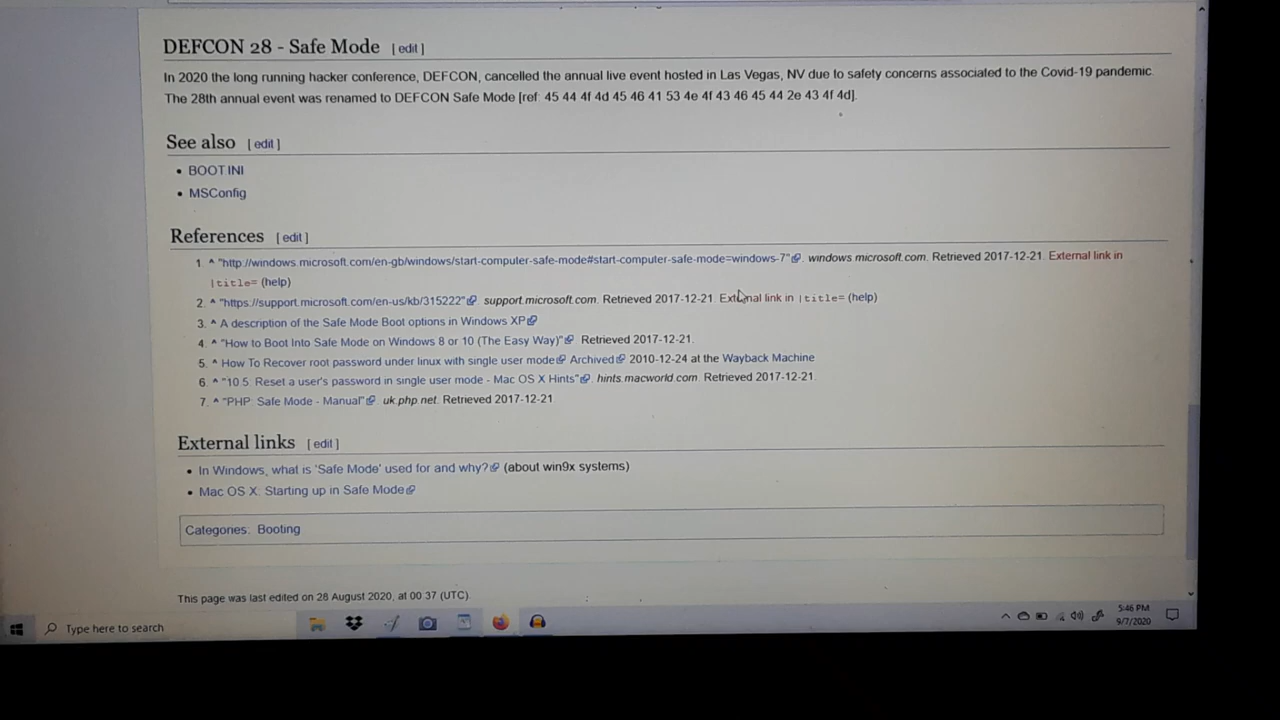 DEFCON 28 - Safe Mode [ edit ]
In 2020 the long running hacker conference, DEFCON, cancelled the annual live event hosted in Las Vegas, NV due to safety concerns associated to the Covid-19 pandemic.
The 28th annual event was renamed to DEFCON Safe Mode [ref: 45 44 4f 4d 45 46 41 53 4e 4f 43 46 45 44 2e 43 4f 4d].
See also [ edit ]
• BOOT.INI
• MSConfig
References [ edit ]
1. ^ "http://windows.microsoft.com/en-gb/windows/start-computer-safe-mode#start-computer-safe-mode=windows-7". windows.microsoft.com. Retrieved 2017-12-21. External link in
|title= (help)
2. ^ "https://support.microsoft.com/en-us/kb/315222". support.microsoft.com. Retrieved 2017-12-21. External link in |title= (help)
3. ^ A description of the Safe Mode Boot options in Windows XP
4. ^ "How to Boot Into Safe Mode on Windows 8 or 10 (The Easy Way)". Retrieved 2017-12-21.
5. ^ How To Recover root password under linux with single user mode Archived 2010-12-24 at the Wayback Machine
6. ^ "10.5: Reset a user's password in single user mode - Mac OS X Hints". hints.macworld.com. Retrieved 2017-12-21.
7. ^ "PHP: Safe Mode - Manual". uk.php.net. Retrieved 2017-12-21.
External links [ edit ]
• In Windows, what is 'Safe Mode' used for and why? (about win9x systems)
• Mac OS X: Starting up in Safe Mode
Categories: Booting
This page was last edited on 28 August 2020, at 00:37 (UTC).
Type here to search
5:46 PM
9/7/2020